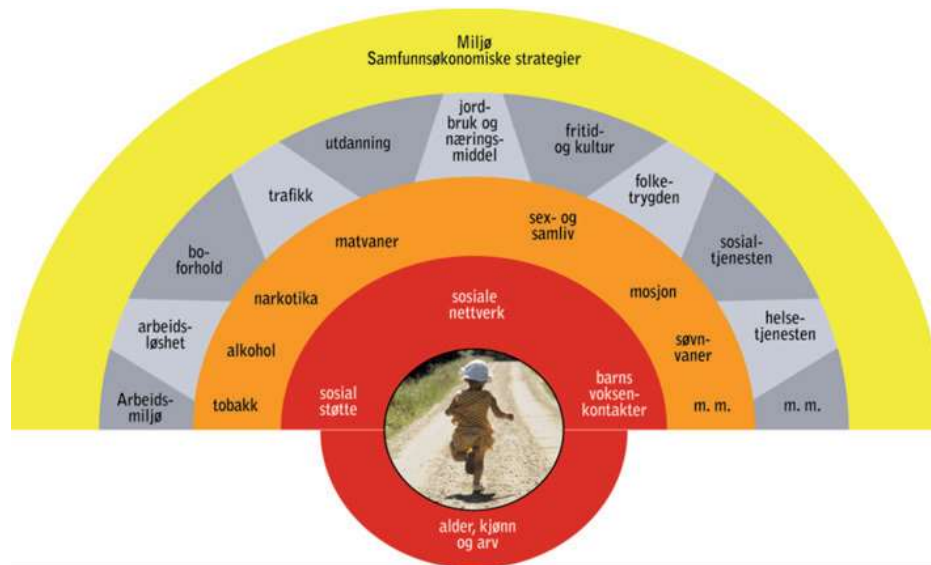 Miljø
Samfunnsøkonomiske strategier
Arbeids-
miljø
arbeids-
løshet
bo-
forhold
trafikk
utdanning
jord-
bruk og
nærings-
middel
fritid-
og kultur
folke-
trygden
sosial-
tjenesten
helse-
tjenesten
m. m.
tobakk
alkohol
narkotika
matvaner
sex- og
samliv
mosjon
søvn-
vaner
m. m.
sosial
støtte
sosiale
nettverk
barns
voksen-
kontakter
alder, kjønn
og arv